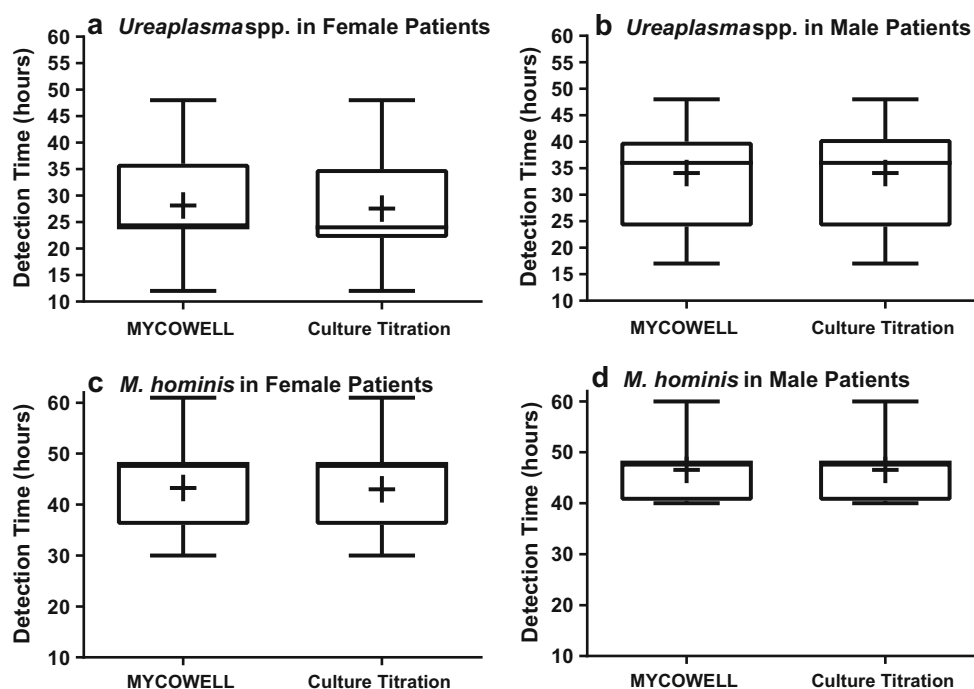 a Ureaplasma spp. in Female Patients
Detection Time (hours)
60
55
50
45
40
35
30
25
20
15
10
MYCOWELL Culture Titration
b Ureaplasma spp. in Male Patients
Detection Time (hours)
60
55
50
45
40
35
30
25
20
15
10
MYCOWELL Culture Titration
c M. hominis in Female Patients
Detection Time (hours)
60
50
40
30
20
10
MYCOWELL Culture Titration
d M. hominis in Male Patients
Detection Time (hours)
60
50
40
30
20
10
MYCOWELL Culture Titration